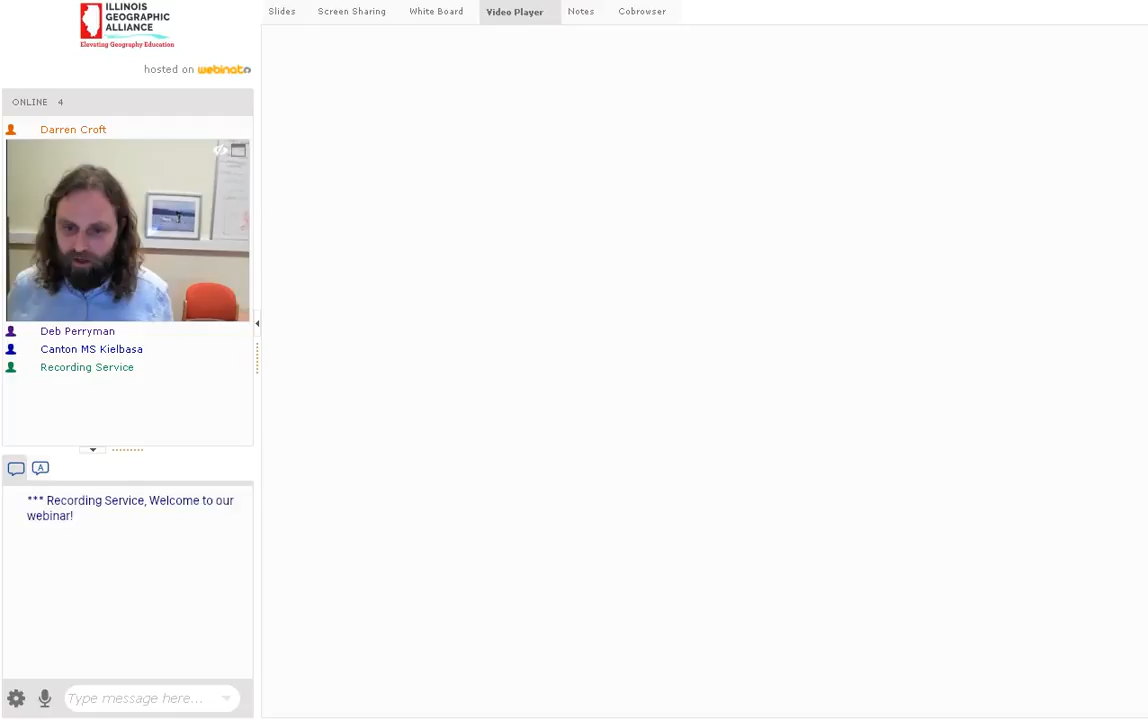 ILLINOIS
GEOGRAPHIC
ALLIANCE
Elevating Geography Education
hosted on webinato
ONLINE 4
Darren Croft
Deb Perryman
Canton MS Kielbasa
Recording Service
A
*** Recording Service, Welcome to our
webinar!
Type message here...
Slides Screen Sharing White Board Video Player Notes Cobrowser